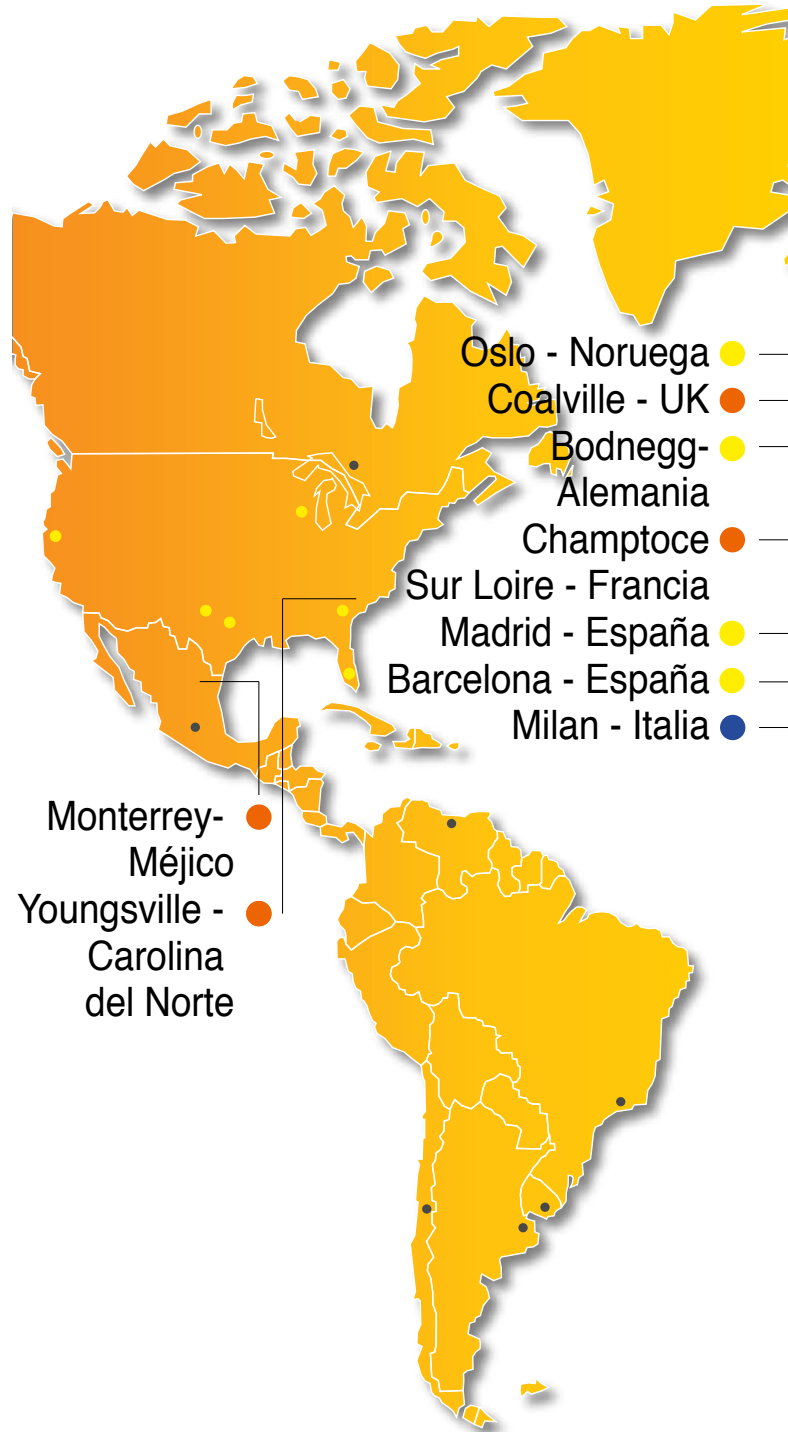 Oslo - Noruega
Coalville - UK
Bodnegg-
Alemania
Champtoce
Sur Loire - Francia
Madrid - España
Barcelona - España
Milan - Italia
Monterrey-
Méjico
Youngsville -
Carolina
del Norte